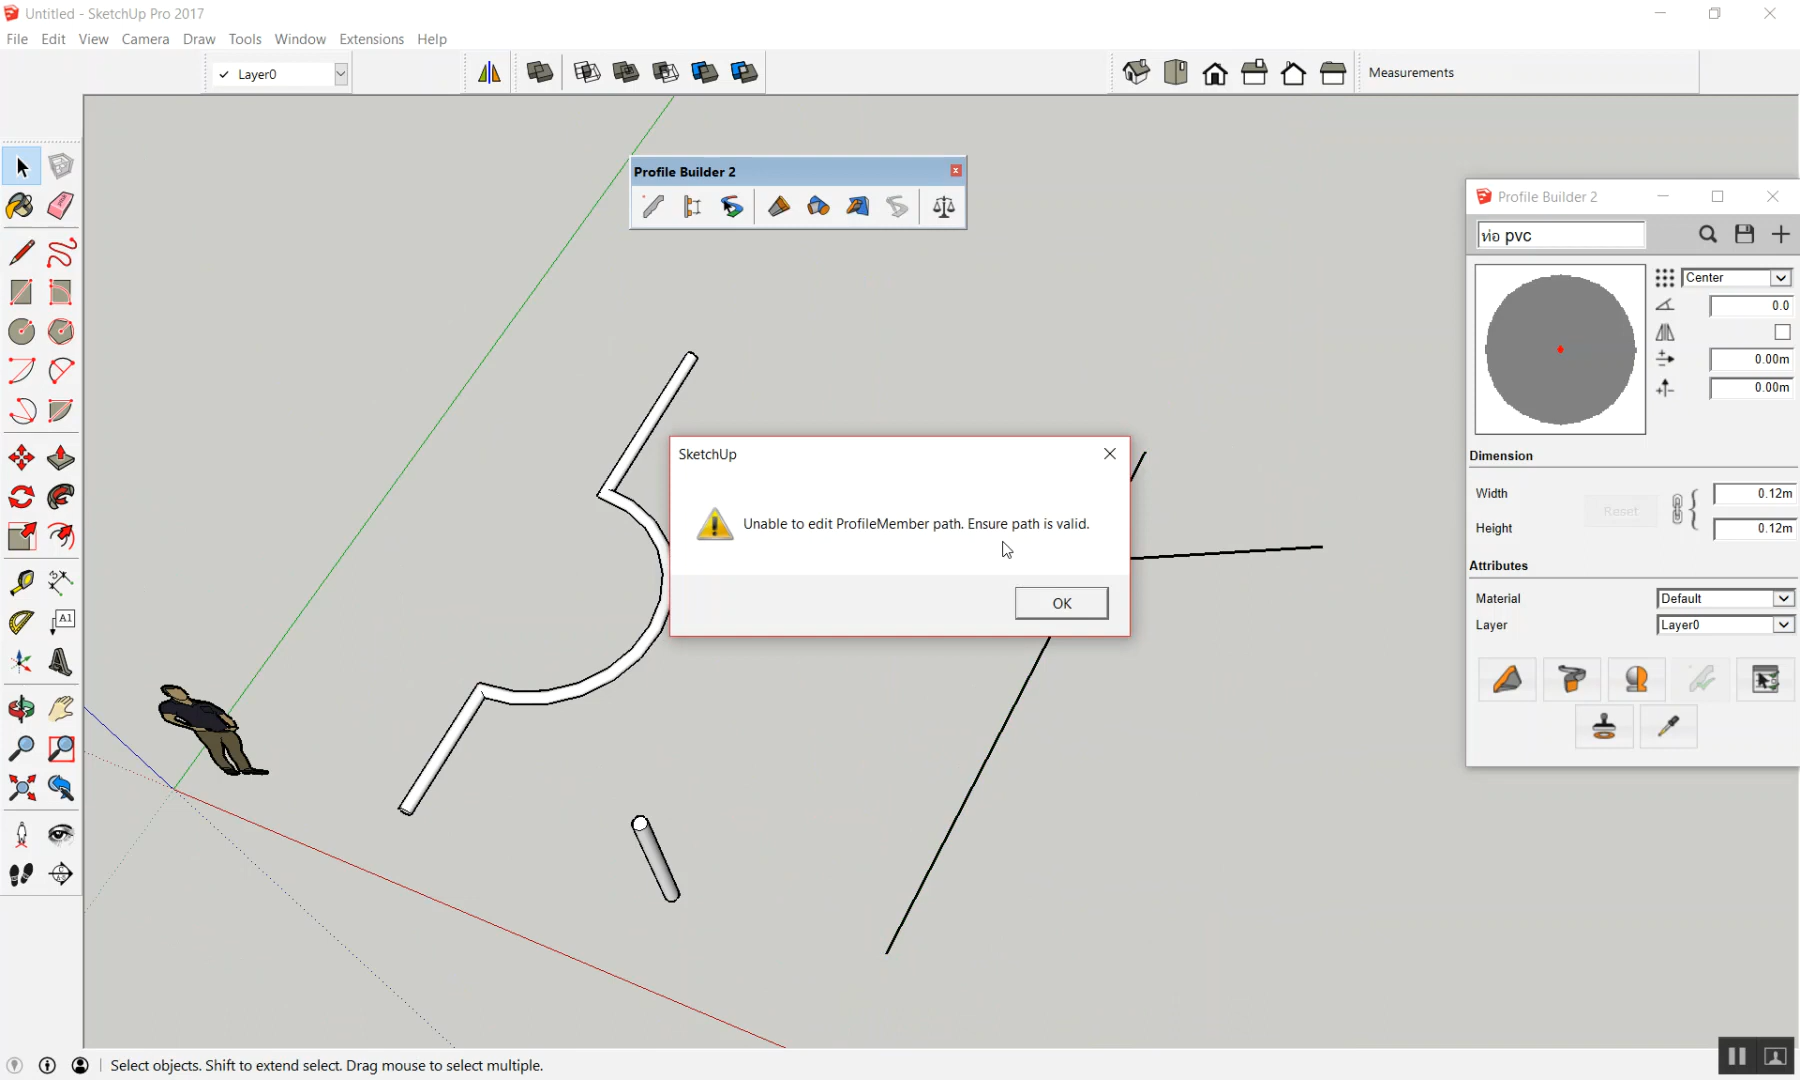 Untitled - SketchUp Pro 2017
File Edit View Camera Draw Tools Window Extensions Help
Layer0
Measurements
Profile Builder 2
Profile Builder 2
ท่อ pvc
Center
0.0
0.00m
0.00m
Dimension
Width 0.12m
Reset
Height 0.12m
Attributes
Material Default
Layer Layer0
SketchUp
Unable to edit ProfileMember path. Ensure path is valid.
OK
A1
Select objects. Shift to extend select. Drag mouse to select multiple.